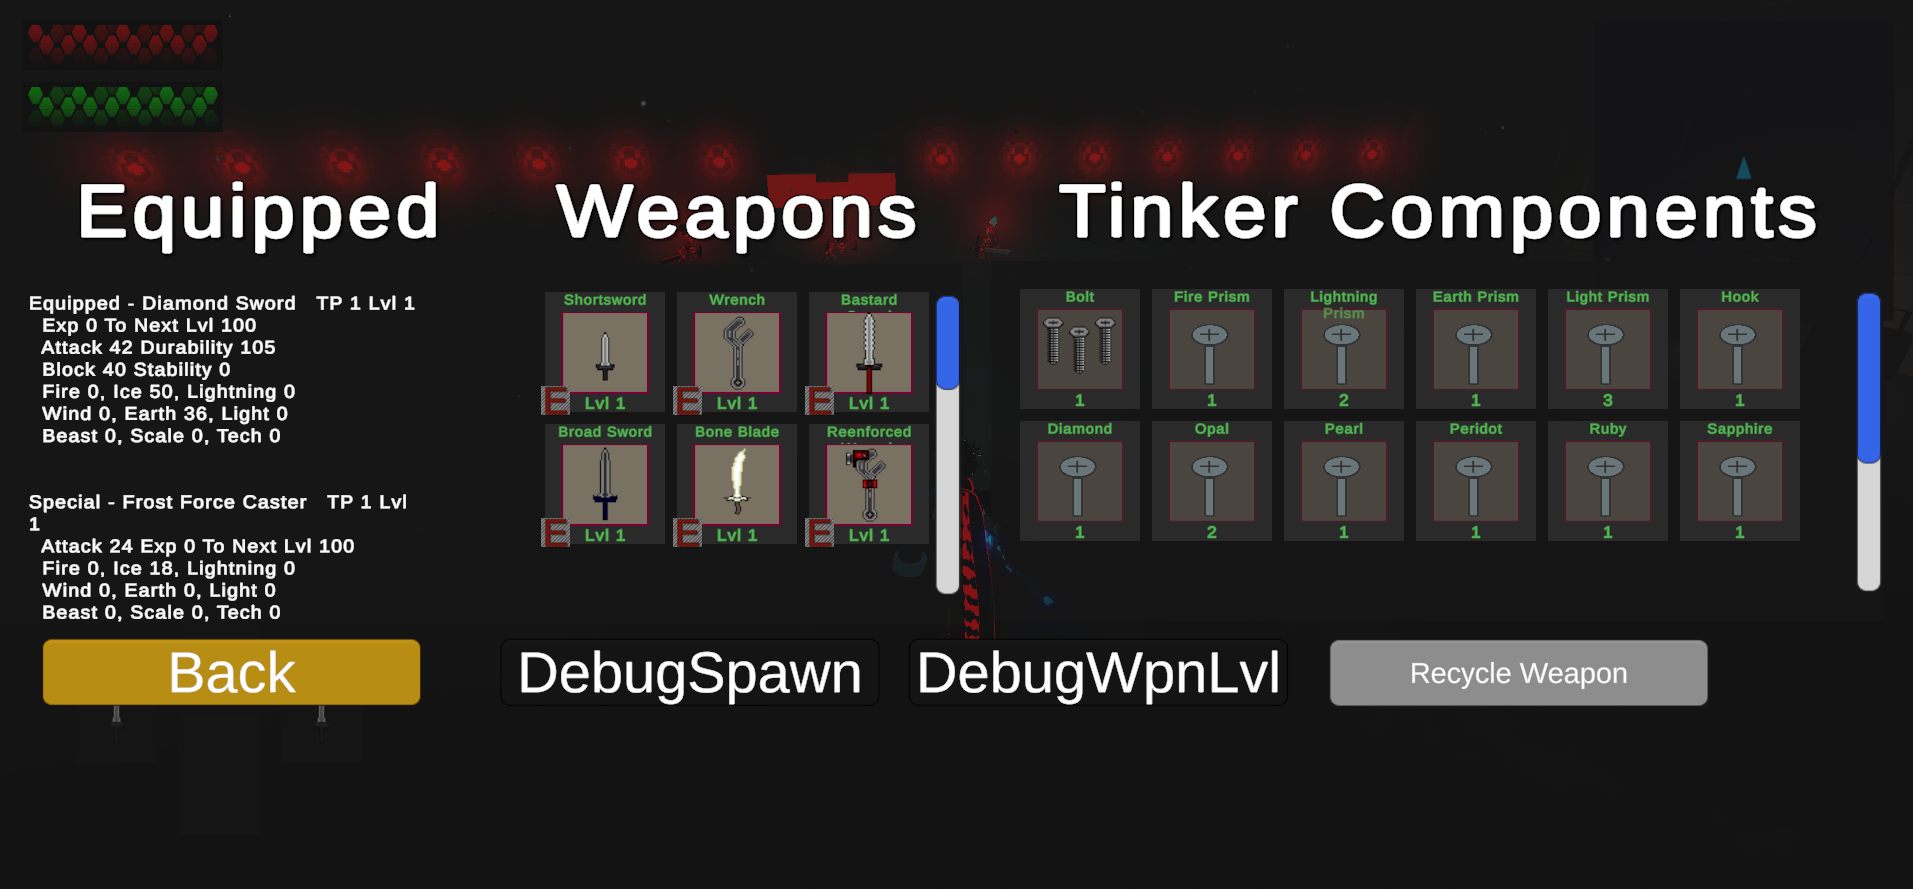 Equipped
Weapons
Tinker Components
Equipped - Diamond Sword TP 1 Lvl 1
Exp 0 To Next Lvl 100
Attack 42 Durability 105
Block 40 Stability 0
Fire 0, Ice 50, Lightning 0
Wind 0, Earth 36, Light 0
Beast 0, Scale 0, Tech 0
Special - Frost Force Caster TP 1 Lvl
1
Attack 24 Exp 0 To Next Lvl 100
Fire 0, Ice 18, Lightning 0
Wind 0, Earth 0, Light 0
Beast 0, Scale 0, Tech 0
Shortsword
E
Lvl 1
Wrench
E
Lvl 1
Bastard
E
Lvl 1
Broad Sword
E
Lvl 1
Bone Blade
E
Lvl 1
Reenforced
E
Lvl 1
Bolt
1
Fire Prism
1
Lightning
Prism
2
Earth Prism
1
Light Prism
3
Hook
1
Diamond
1
Opal
2
Pearl
1
Peridot
1
Ruby
1
Sapphire
1
Back
DebugSpawn
DebugWpnLvl
Recycle Weapon